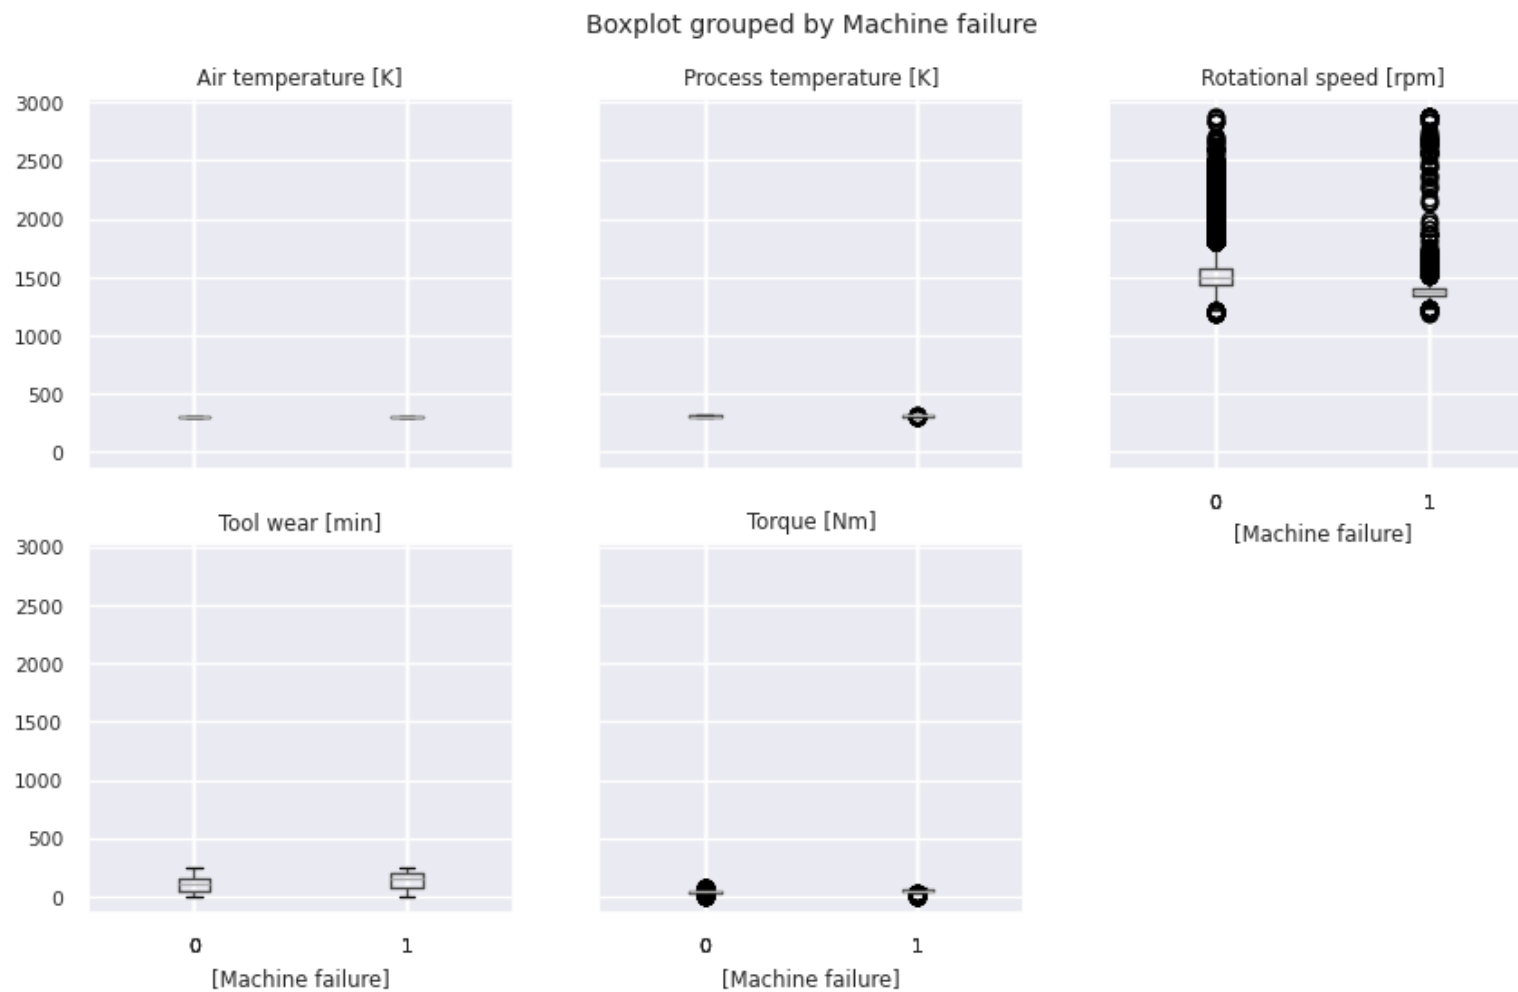 Boxplot grouped by Machine failure
Air temperature [K]
Process temperature [K]
Rotational speed [rpm]
3000
2500
2000
1500
1000
500
0
0
1
[Machine failure]
Tool wear [min]
Torque [Nm]
3000
2500
2000
1500
1000
500
0
0
1
0
1
[Machine failure]
[Machine failure]